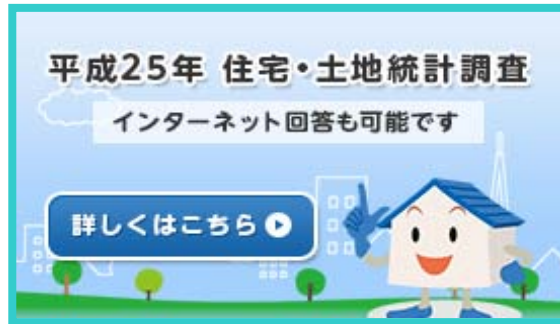 平成25年 住宅・土地統計調査
インターネット回答も可能です
詳しくはこちら